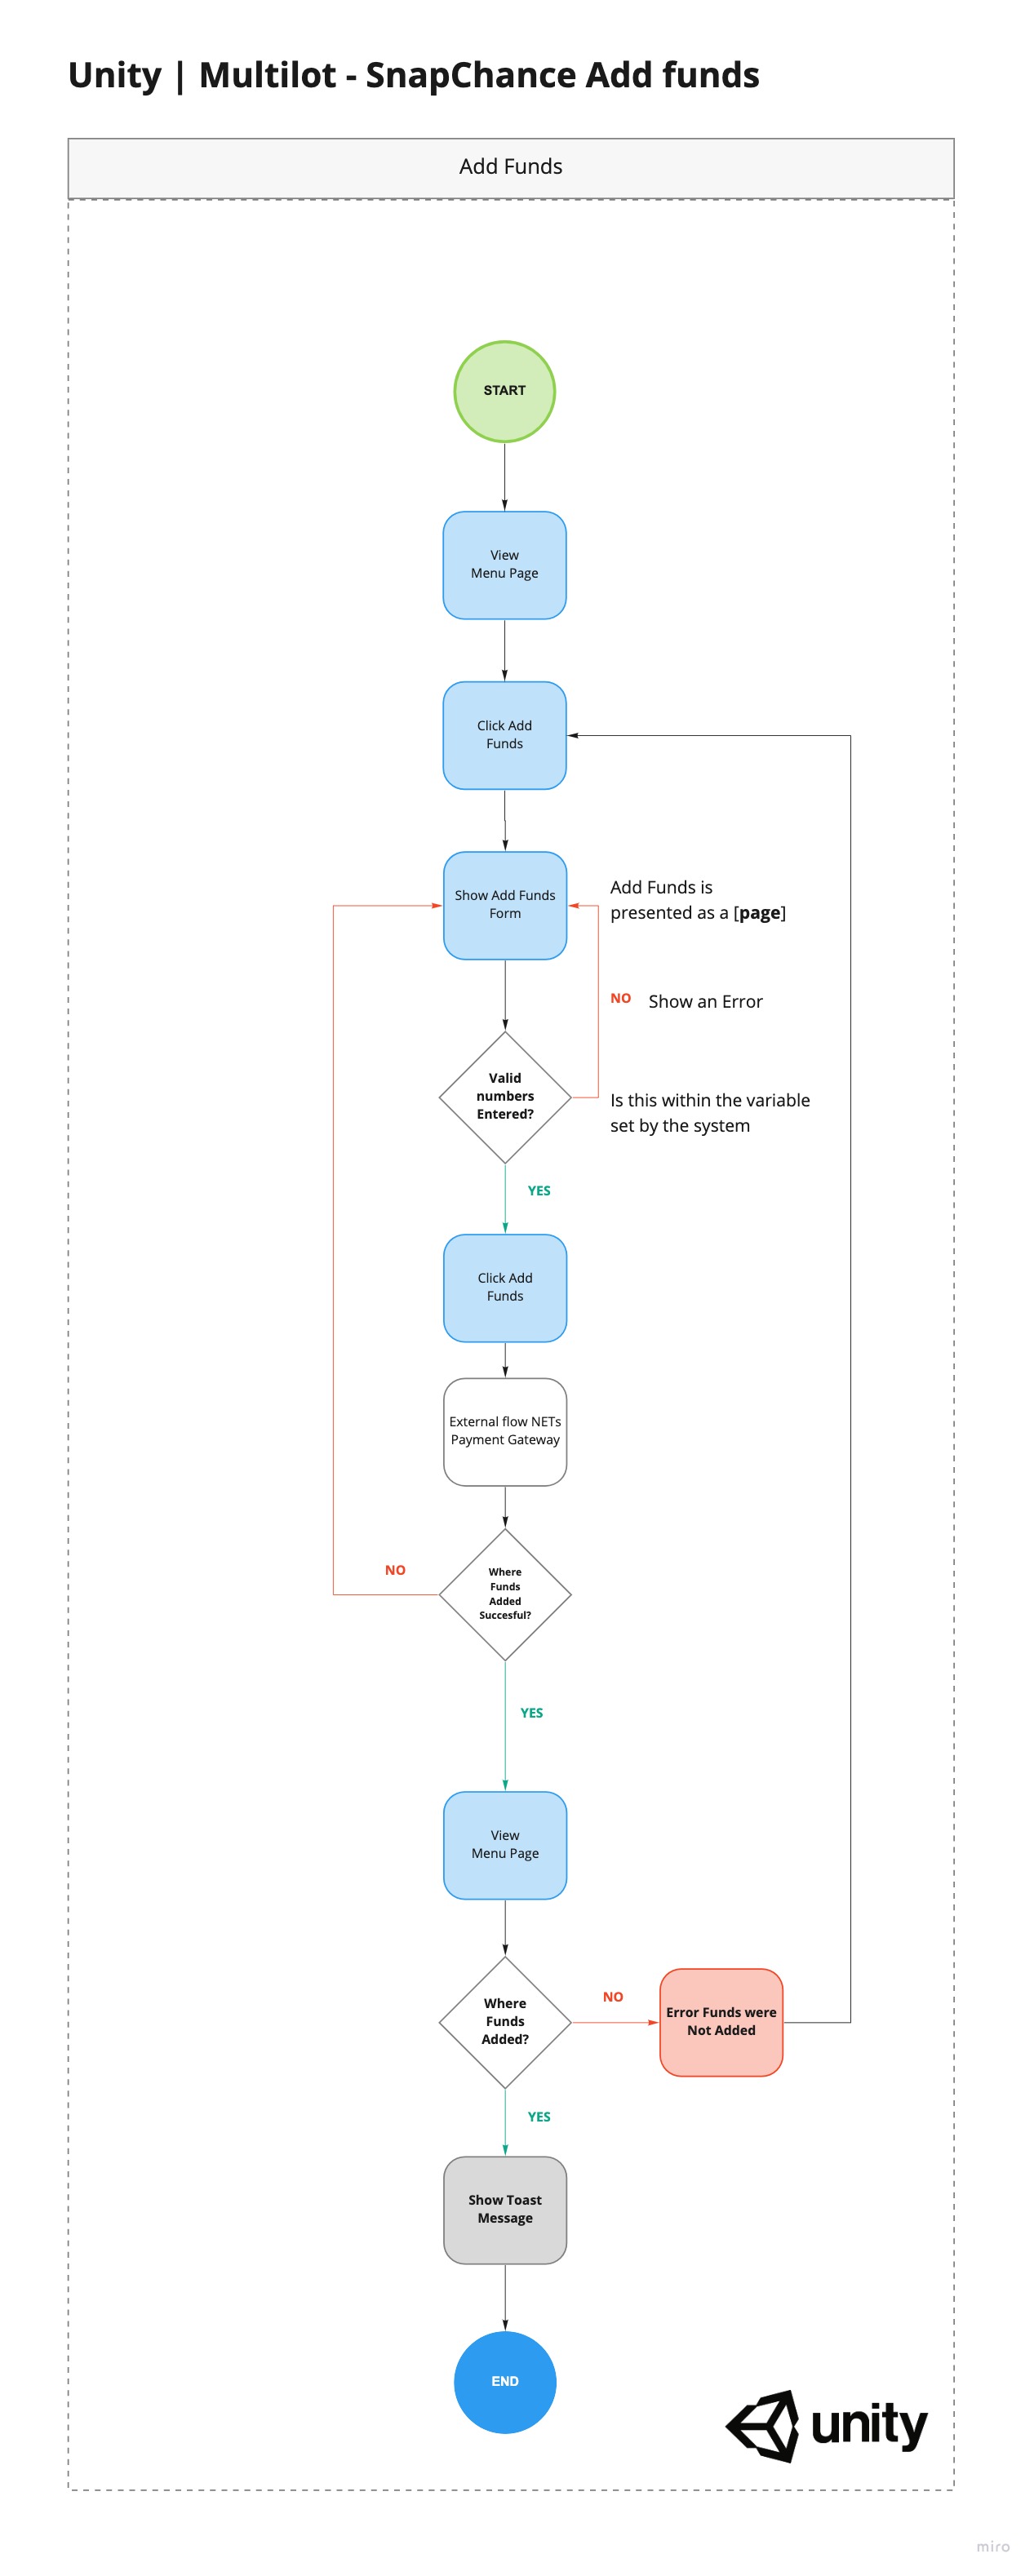 Unity | Multilot - SnapChance Add funds
Add Funds
START
View
Menu Page
Click Add
Funds
Show Add Funds
Form
Add Funds is
presented as a [page]
NO
Show an Error
Valid
numbers
Entered?
Is this within the variable
set by the system
YES
Click Add
Funds
External flow NETs
Payment Gateway
Where
Funds
Added
Succesful?
NO
YES
View
Menu Page
Where
Funds
Added?
NO
Error Funds were
Not Added
YES
Show Toast
Message
END
unity
miro